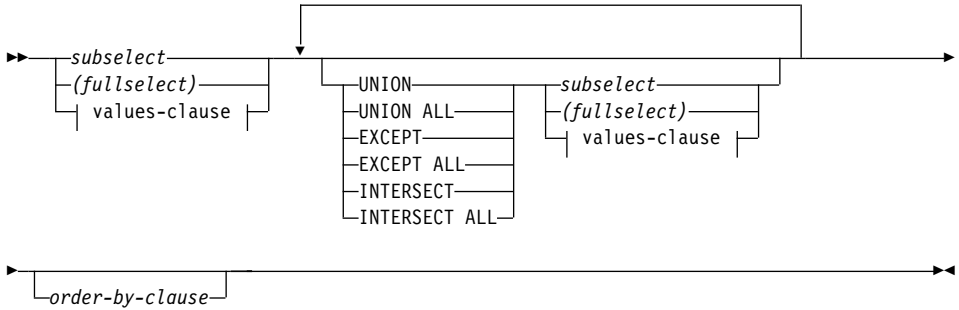 subselect
(fullselect)
values-clause
UNION
UNION ALL
EXCEPT
EXCEPT ALL
INTERSECT
INTERSECT ALL
subselect
(fullselect)
values-clause
order-by-clause